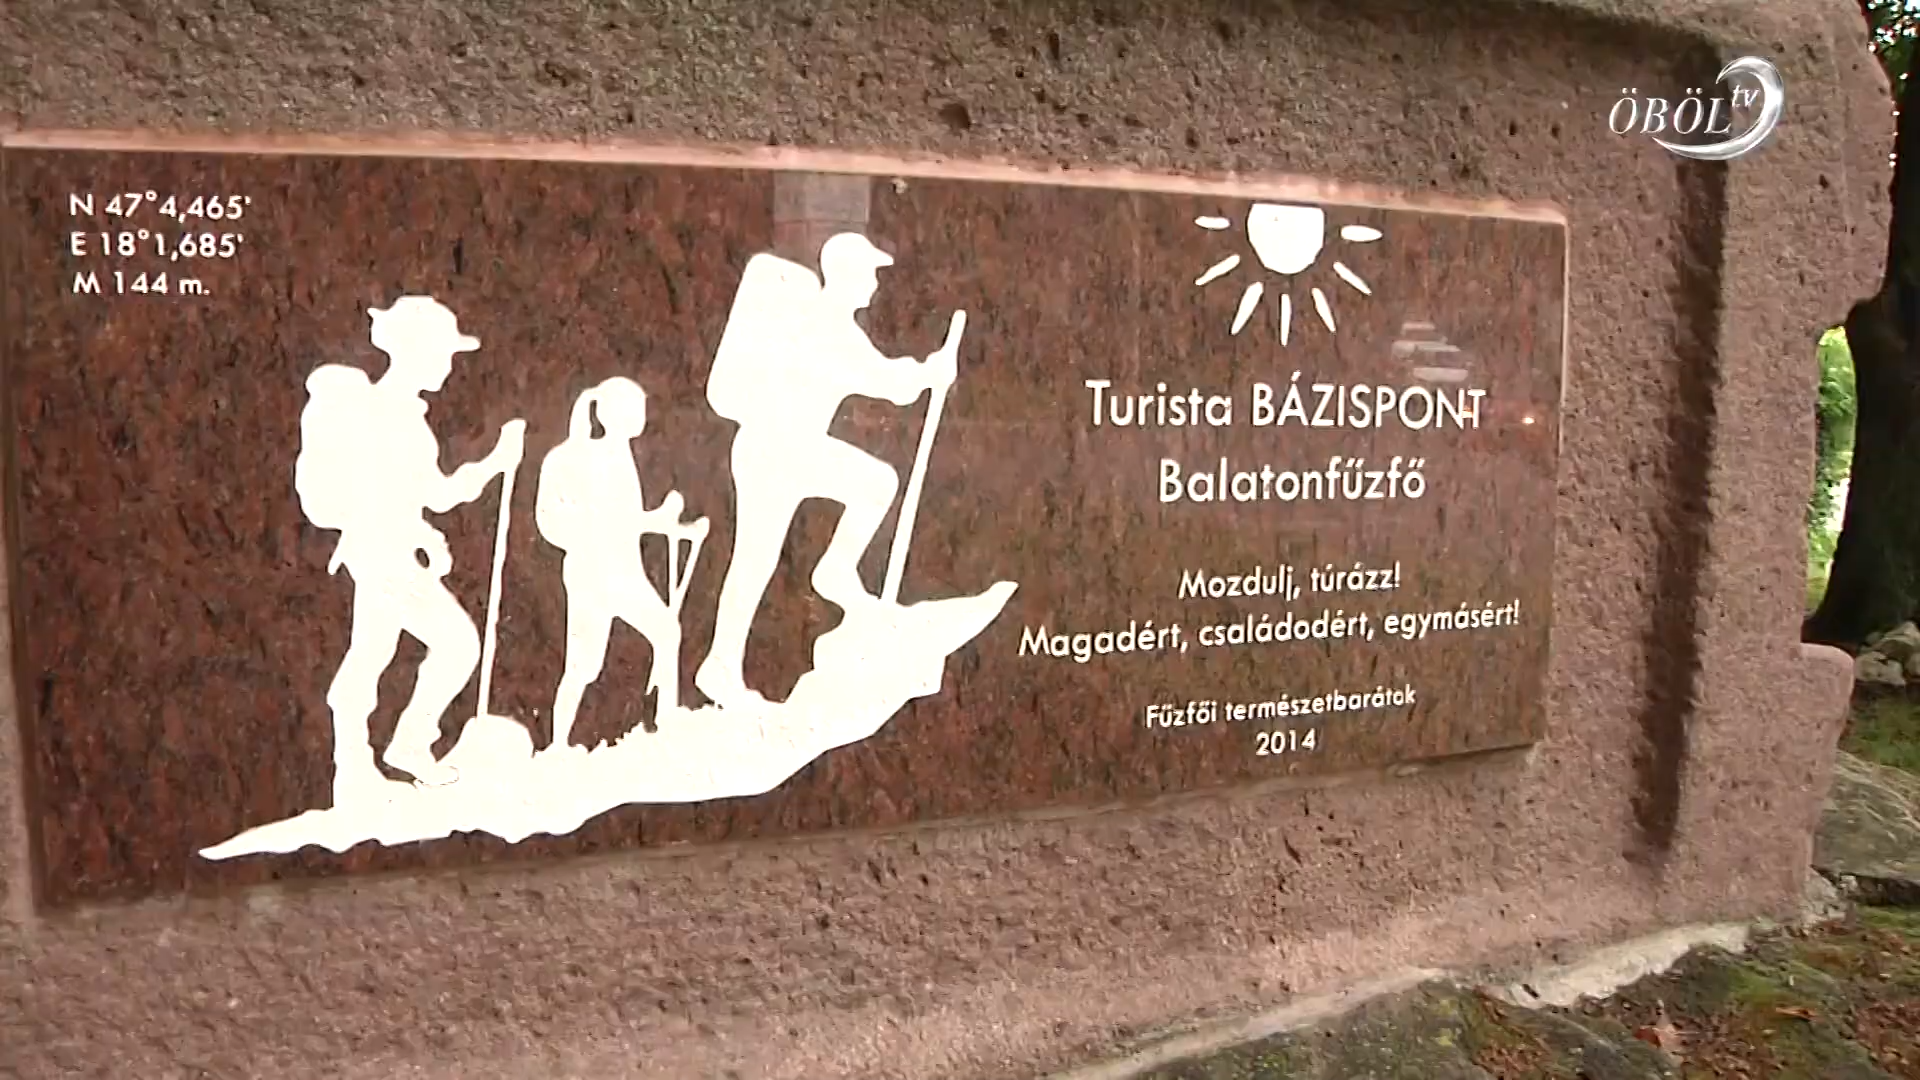 N 47°4,465'
E 18°1,685'
M 144 m.
Turista BÁZISPONT
Balatonfűzfő
Mozdulj, túrázz!
Magadért, családodért, egymásért!
Fűzfői természetbarátok
2014
ÖBÖL tv